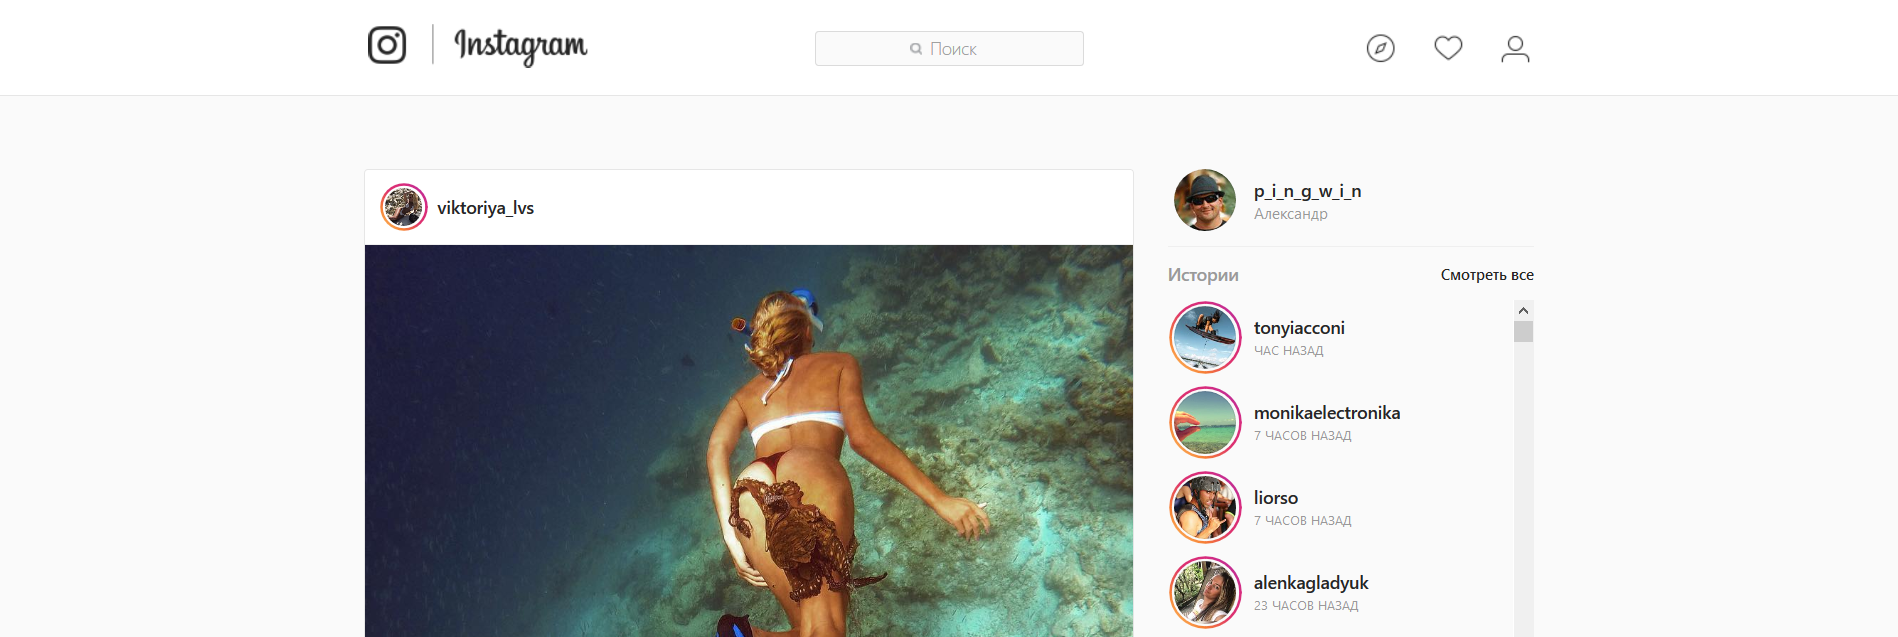 Instagram
Поиск
viktoriya_lvs
p_i_n_g_w_i_n
Александр
Истории
Смотреть все
tonyiacconi
ЧАС НАЗАД
monikaelectronika
7 ЧАСОВ НАЗАД
liorso
7 ЧАСОВ НАЗАД
alenkagladyuk
23 ЧАСОВ НАЗАД